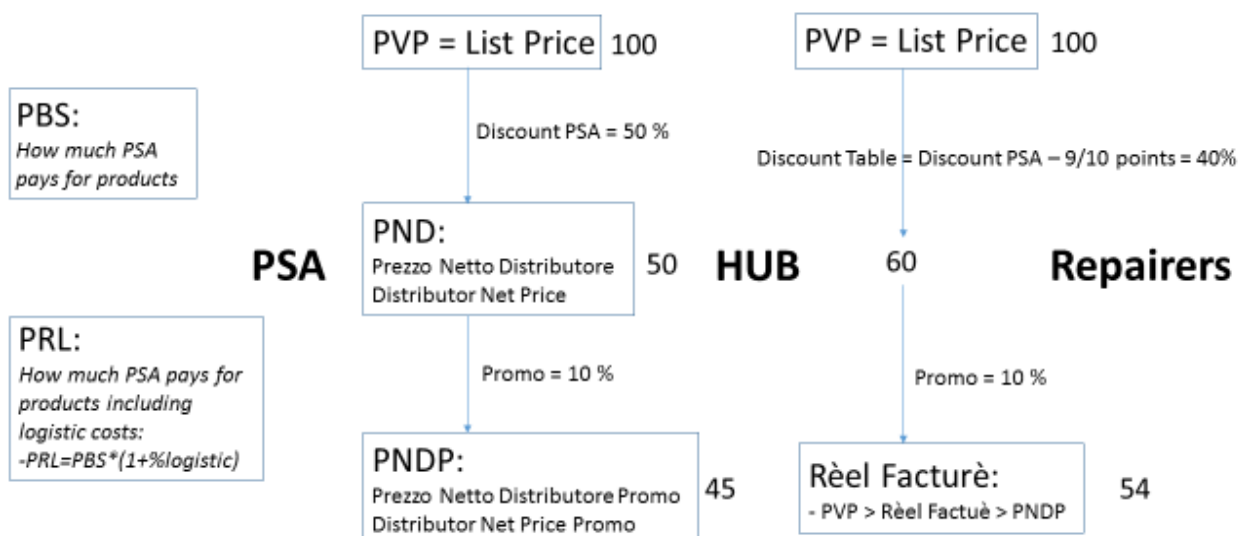 PVP = List Price 100
PVP = List Price 100
PBS:
How much PSA
pays for products
Discount PSA = 50 %
Discount Table = Discount PSA – 9/10 points = 40%
PSA
PND:
Prezzo Netto Distributore
Distributor Net Price
50
HUB
60
Repairers
PRL:
How much PSA pays for
products including
logistic costs:
-PRL=PBS*(1+%logistic)
Promo = 10 %
Promo = 10 %
PNDP:
Prezzo Netto Distributore Promo
Distributor Net Price Promo
45
Rèel Facturè:
- PVP > Rèel Factuè > PNDP
54